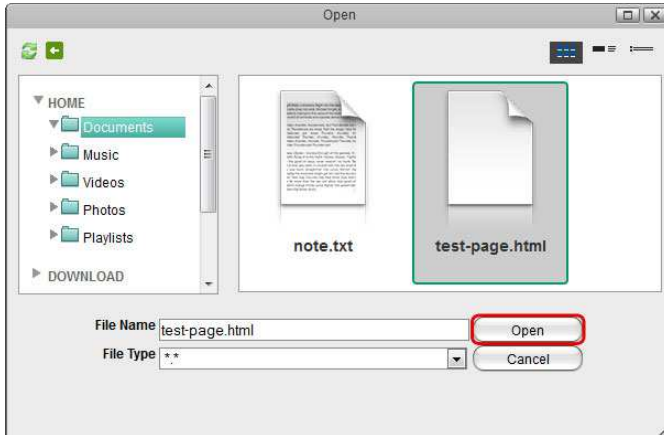 Open
HOME
Documents
Music
Videos
Photos
Playlists
DOWNLOAD
note.txt
test-page.html
File Name test-page.html Open
File Type *.* Cancel